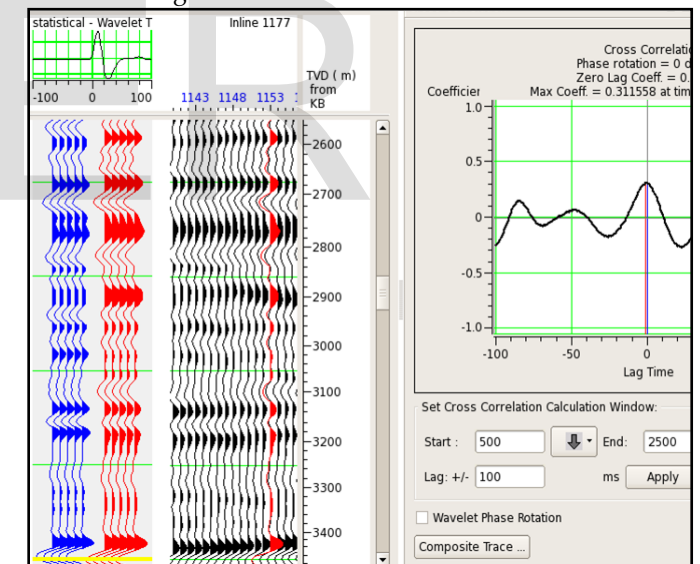 statistical - Wavelet T
Inline 1177
-100 0 100
1143 1148 1153
TVD ( m)
from
KB
2600
2700
2800
2900
3000
3100
3200
3300
3400
Phase rotation = 0 d
Zero Lag Coeff. = 0.
Max Coeff. = 0.311558 at tim
1.0
0.5
0
-0.5
-1.0
-100 -50 0
Lag Time
Set Cross Correlation Calculation Window:
Start : 500 End: 2500
Lag: +/- 100 ms Apply
Wavelet Phase Rotation
Composite Trace ...